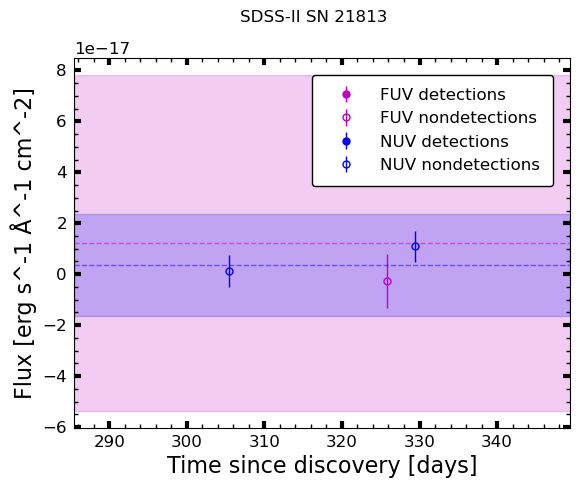 SDSS-II SN 21813
1e−17
FUV detections
FUV nondetections
NUV detections
NUV nondetections
8
6
4
2
0
−2
−4
−6
Flux [erg s^-1 Å^-1 cm^-2]
290 300 310 320 330 340
Time since discovery [days]